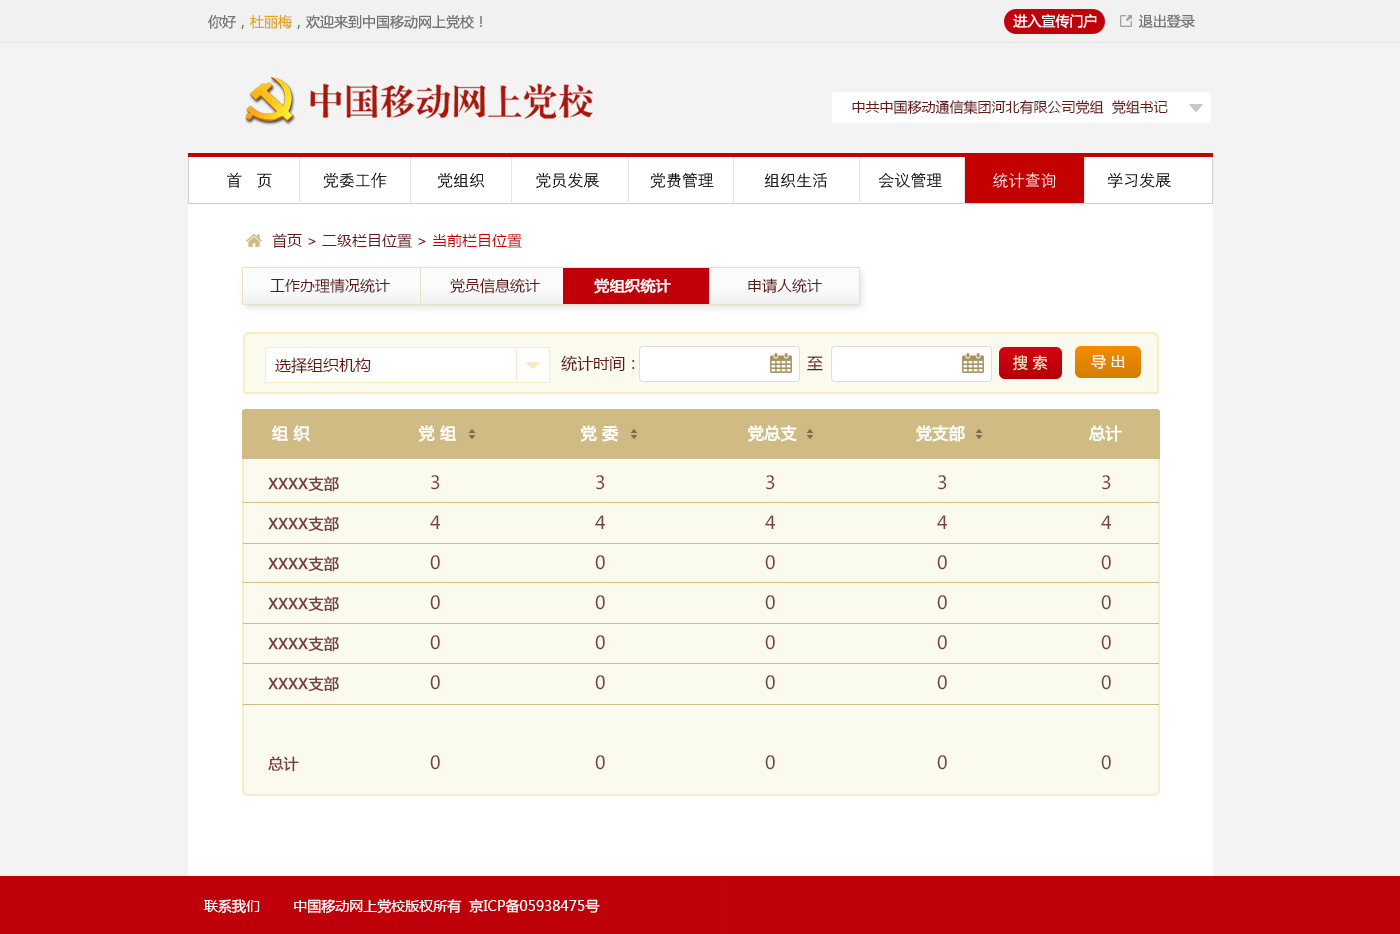 你好，杜丽梅，欢迎来到中国移动网上党校！ 进入宣传门户 退出登录
中国移动网上党校
中共中国移动通信集团河北有限公司党组 党组书记
首 页 党委工作 党组织 党员发展 党费管理 组织生活 会议管理 统计查询 学习发展
首页 > 二级栏目位置 > 当前栏目位置
工作办理情况统计 党员信息统计 党组织统计 申请人统计
选择组织机构 统计时间： 至 搜 索 导 出
组 织 党 组 党 委 党总支 党支部 总计
XXXX支部 3 3 3 3 3
XXXX支部 4 4 4 4 4
XXXX支部 0 0 0 0 0
XXXX支部 0 0 0 0 0
XXXX支部 0 0 0 0 0
XXXX支部 0 0 0 0 0
总计 0 0 0 0 0
联系我们 中国移动网上党校版权所有 京ICP备05938475号